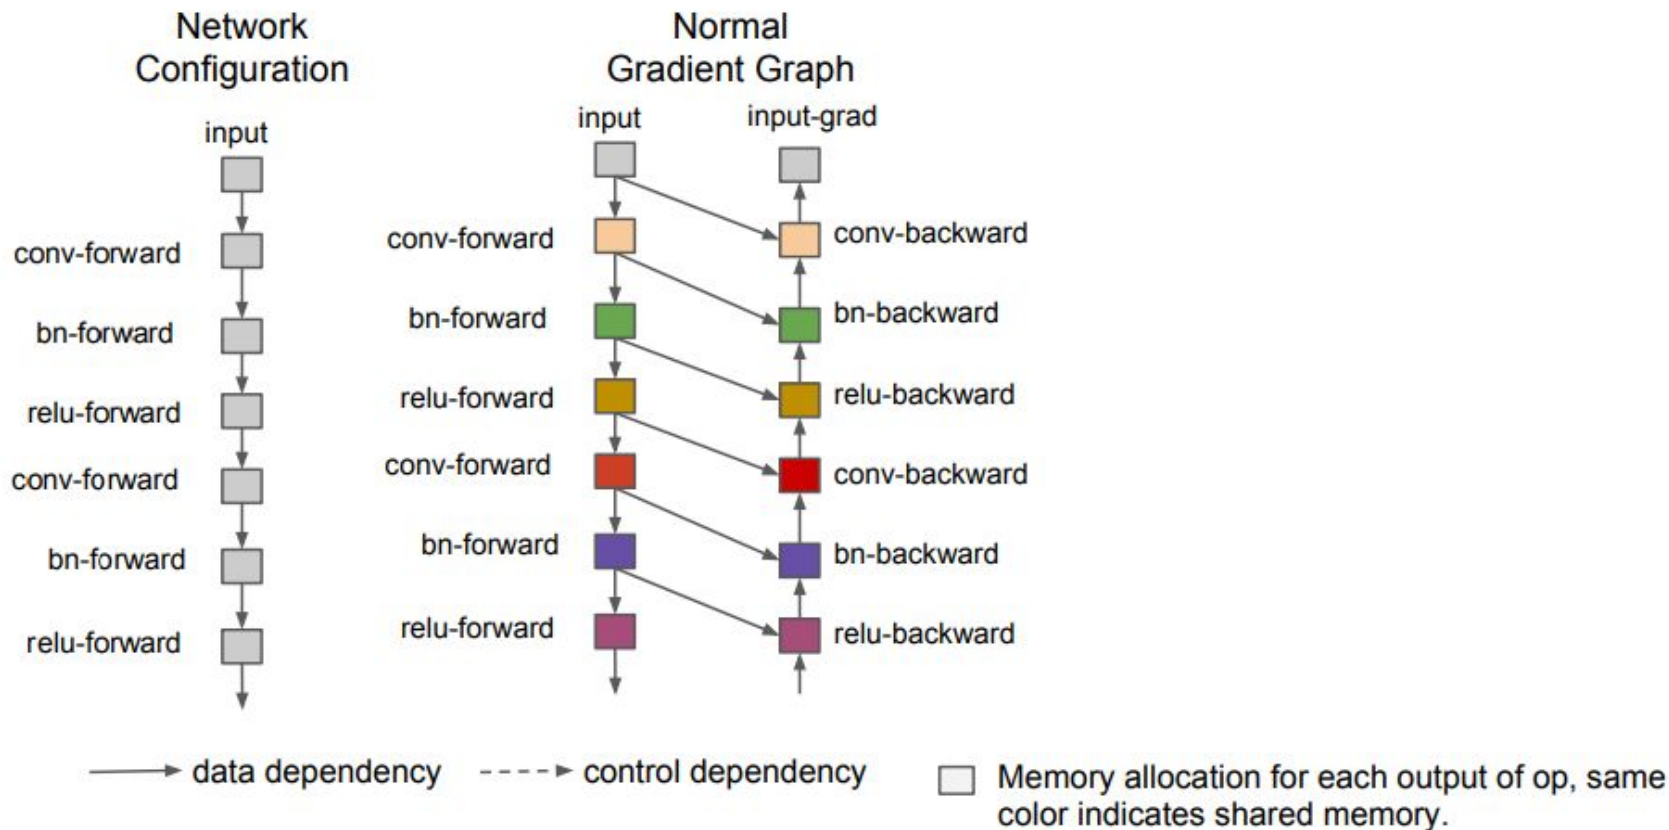 Network
Configuration
input
conv-forward
bn-forward
relu-forward
conv-forward
bn-forward
relu-forward
Normal
Gradient Graph
input
input-grad
conv-forward
conv-backward
bn-forward
bn-backward
relu-forward
relu-backward
conv-forward
conv-backward
bn-forward
bn-backward
relu-forward
relu-backward
data dependency
control dependency
Memory allocation for each output of op, same
color indicates shared memory.